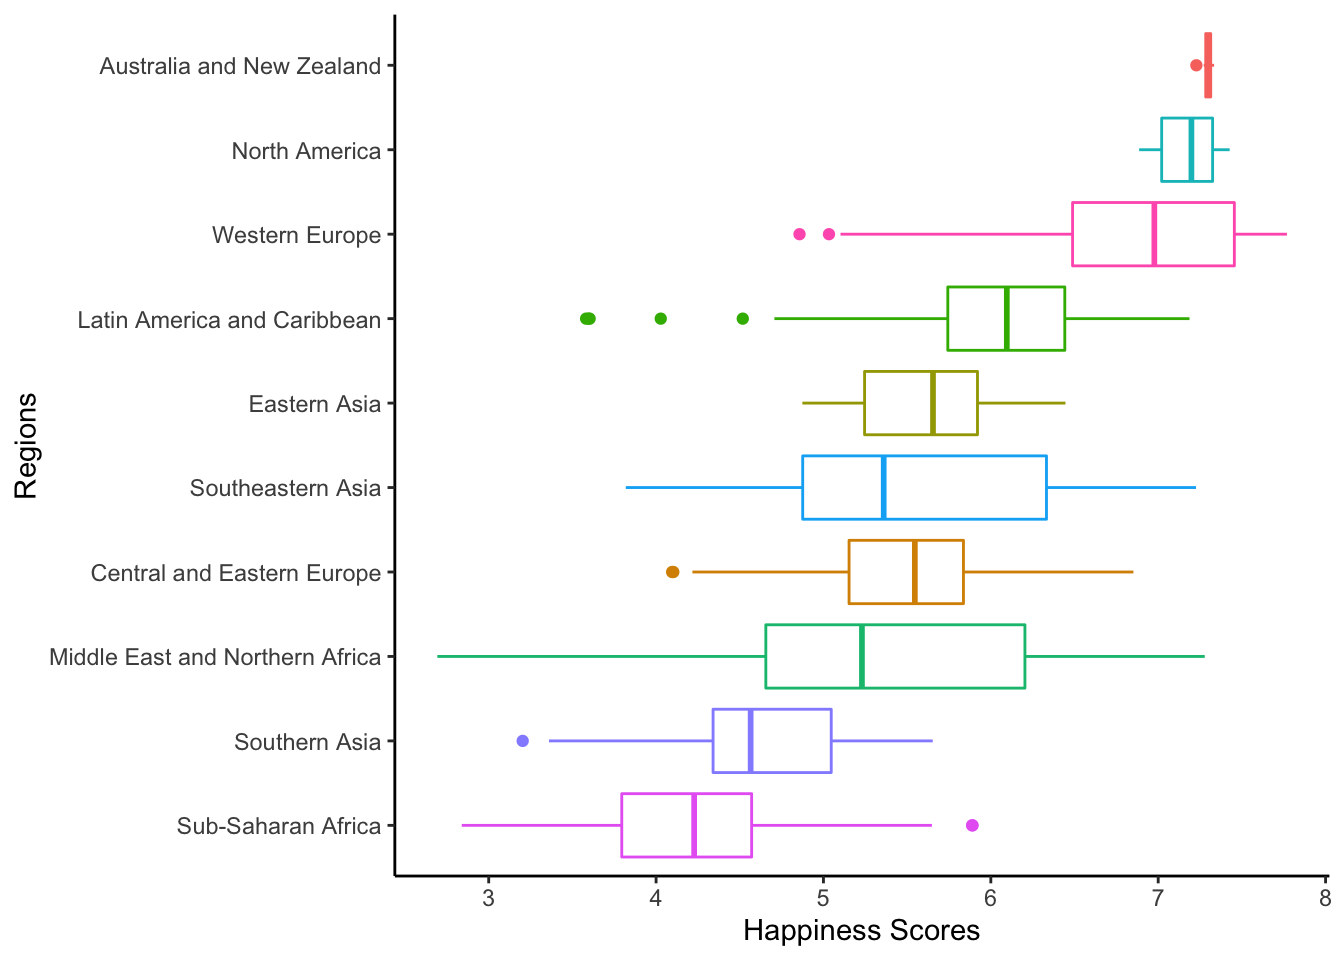 Australia and New Zealand
North America
Western Europe
Latin America and Caribbean
Eastern Asia
Southeastern Asia
Central and Eastern Europe
Middle East and Northern Africa
Southern Asia
Sub-Saharan Africa
Regions
3 4 5 6 7 8
Happiness Scores